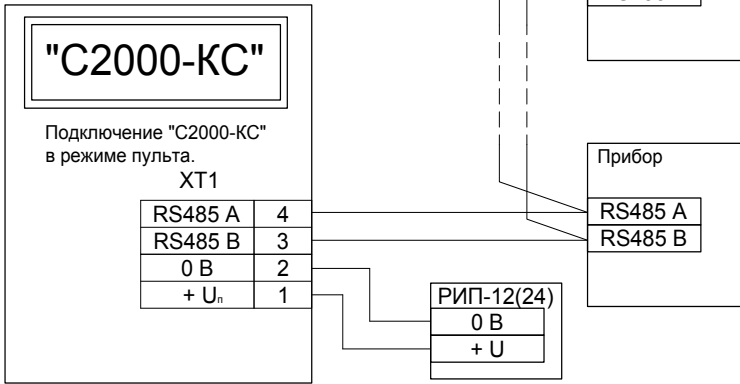 "С2000-КС"
Подключение "С2000-КС"
в режиме пульта.
XT1
RS485 A 4
RS485 B 3
0 В 2
+ Uп 1
РИП-12(24)
0 В
+ U
Прибор
RS485 A
RS485 B